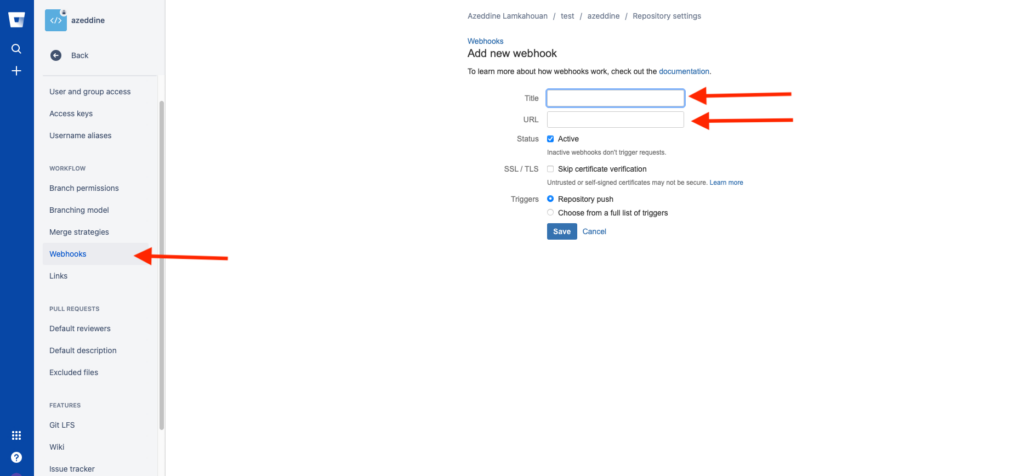 azeddine
Back
User and group access
Access keys
Username aliases
WORKFLOW
Branch permissions
Branching model
Merge strategies
Webhooks
Links
PULL REQUESTS
Default reviewers
Default description
Excluded files
FEATURES
Git LFS
Wiki
Issue tracker
Azeddine Lamkahouan / test / azeddine / Repository settings
Webhooks
Add new webhook
To learn more about how webhooks work, check out the documentation.
Title
URL
Status Active
Inactive webhooks don't trigger requests.
SSL / TLS Skip certificate verification
Untrusted or self-signed certificates may not be secure. Learn more
Triggers Repository push
Choose from a full list of triggers
Save Cancel